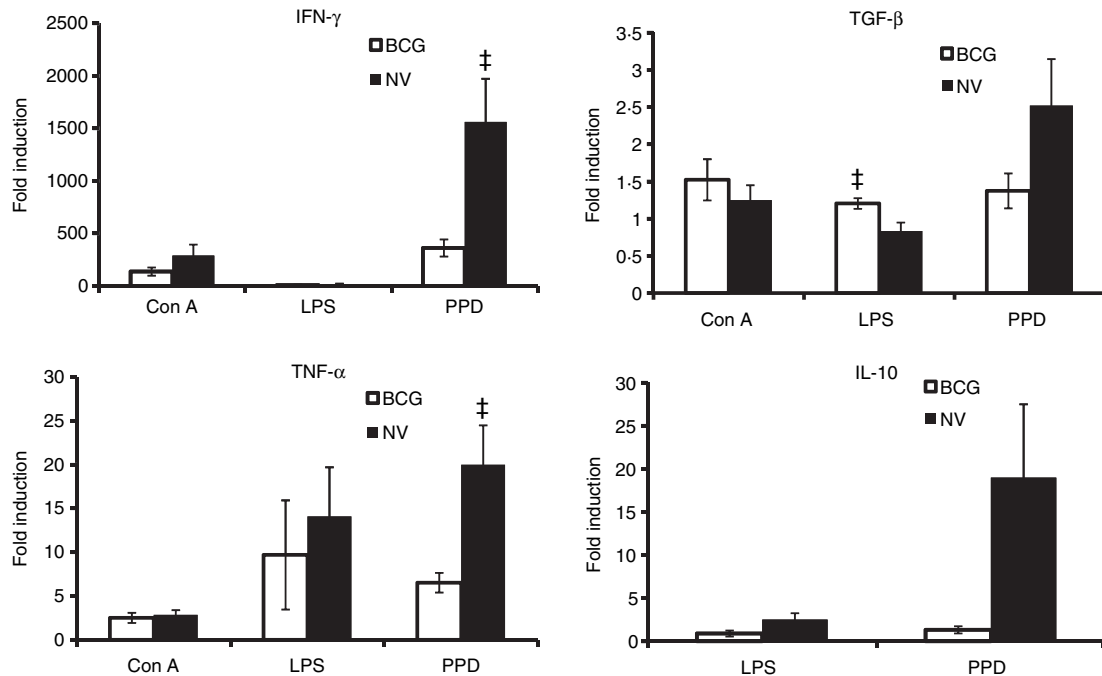 IFN-γ
2500
2000
1500
1000
500
0
Fold induction
BCG
NV
‡
Con A LPS PPD
TGF-β
3·5
3
2·5
2
1·5
1
0·5
0
Fold induction
BCG
NV
‡
Con A LPS PPD
TNF-α
30
25
20
15
10
5
0
Fold induction
BCG
NV
‡
Con A LPS PPD
IL-10
30
25
20
15
10
5
0
Fold induction
BCG
NV
LPS PPD